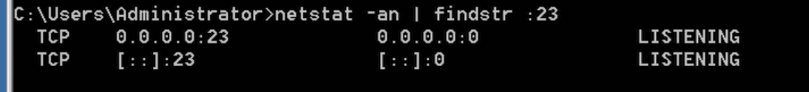 C:\Users\Administrator>netstat -an | findstr :23
TCP    0.0.0.0:23    0.0.0.0:0    LISTENING
TCP    [::]:23    [::]:0    LISTENING